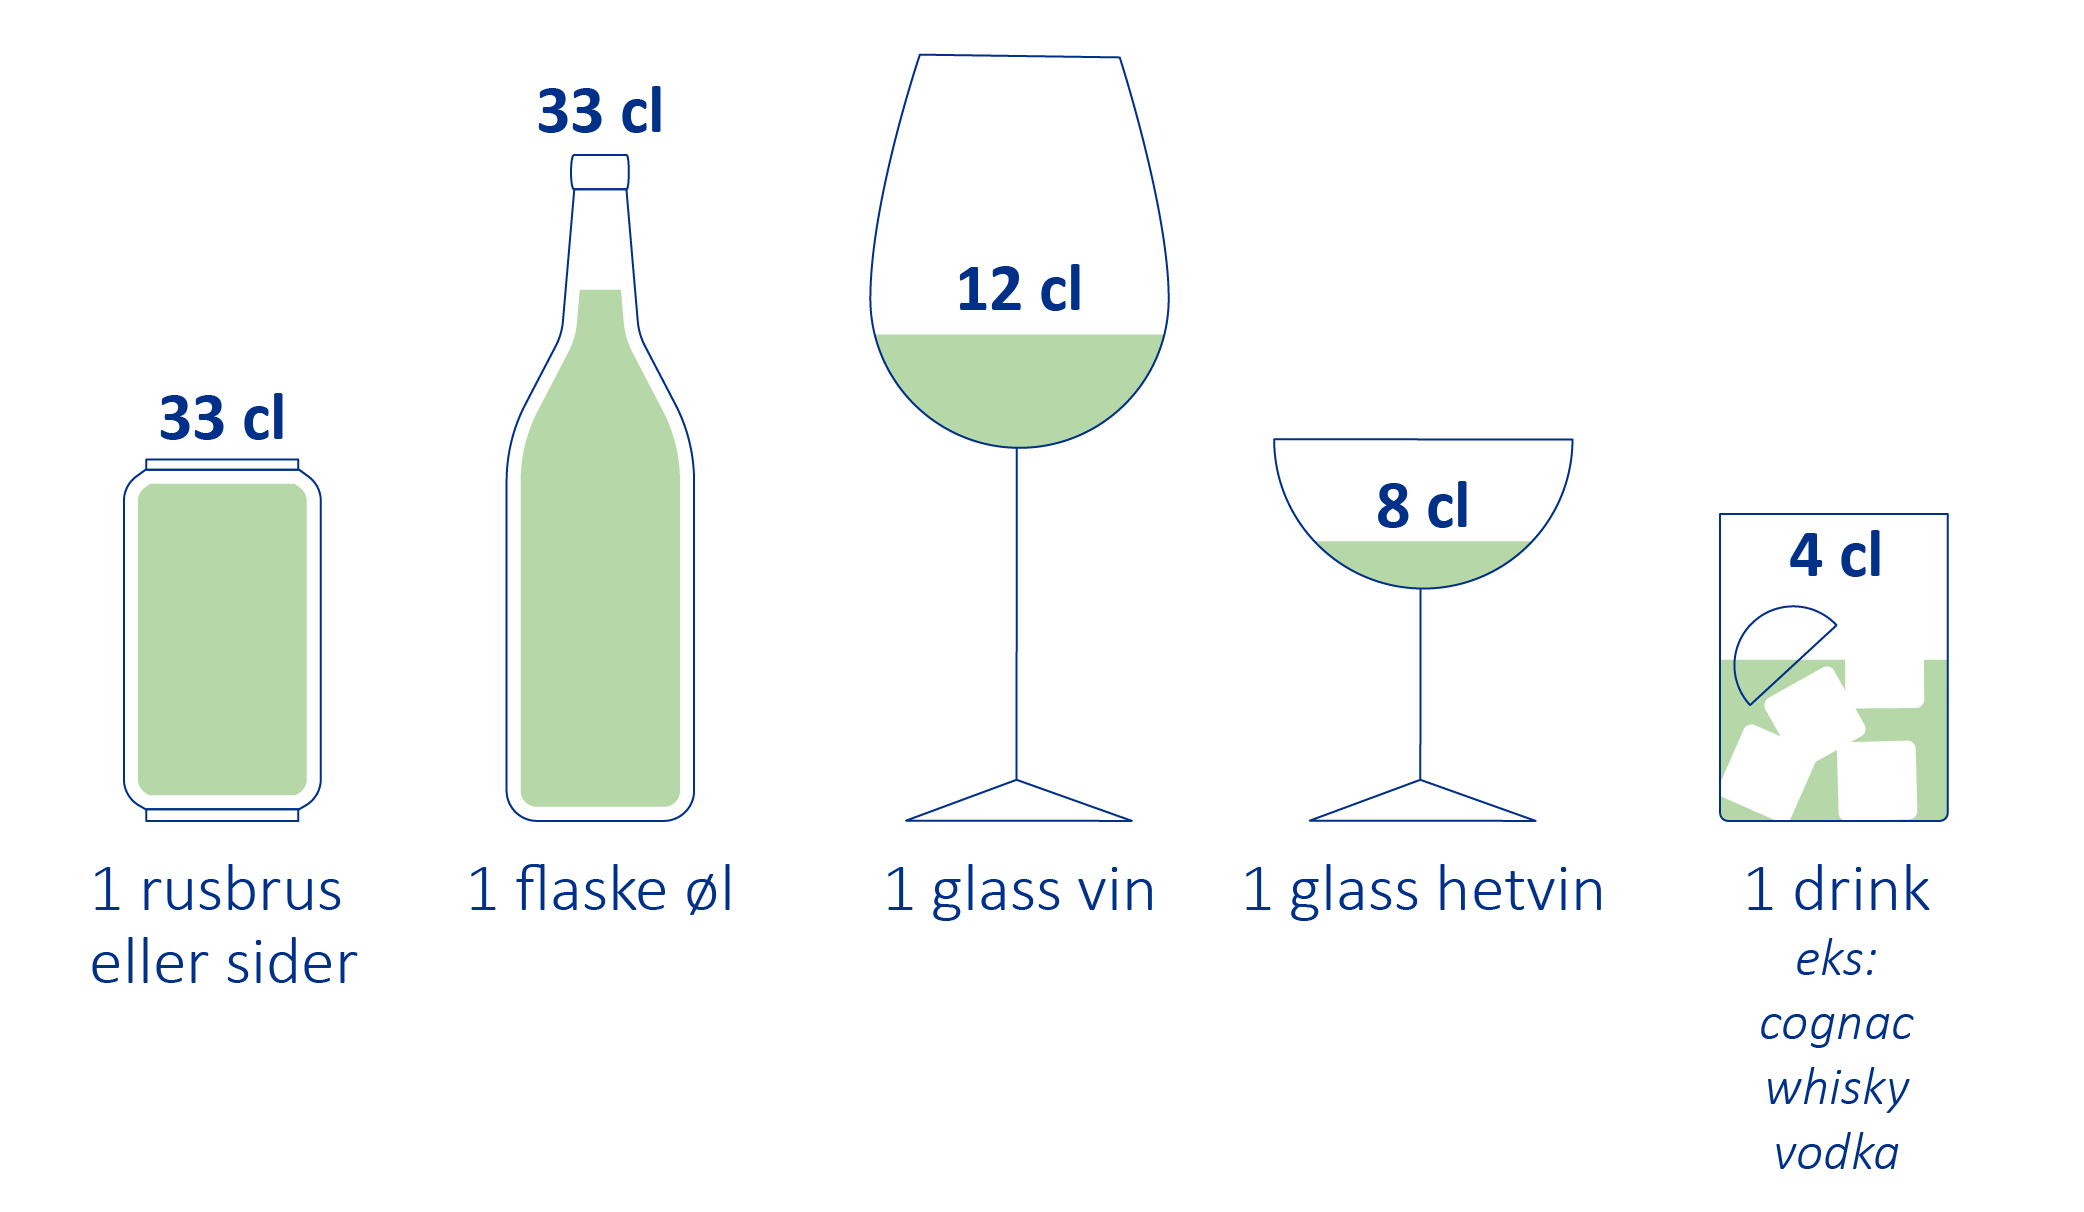 33 cl
1 rusbrus
eller sider
33 cl
1 flaske øl
12 cl
1 glass vin
8 cl
1 glass hetvin
4 cl
1 drink
eks:
cognac
whisky
vodka